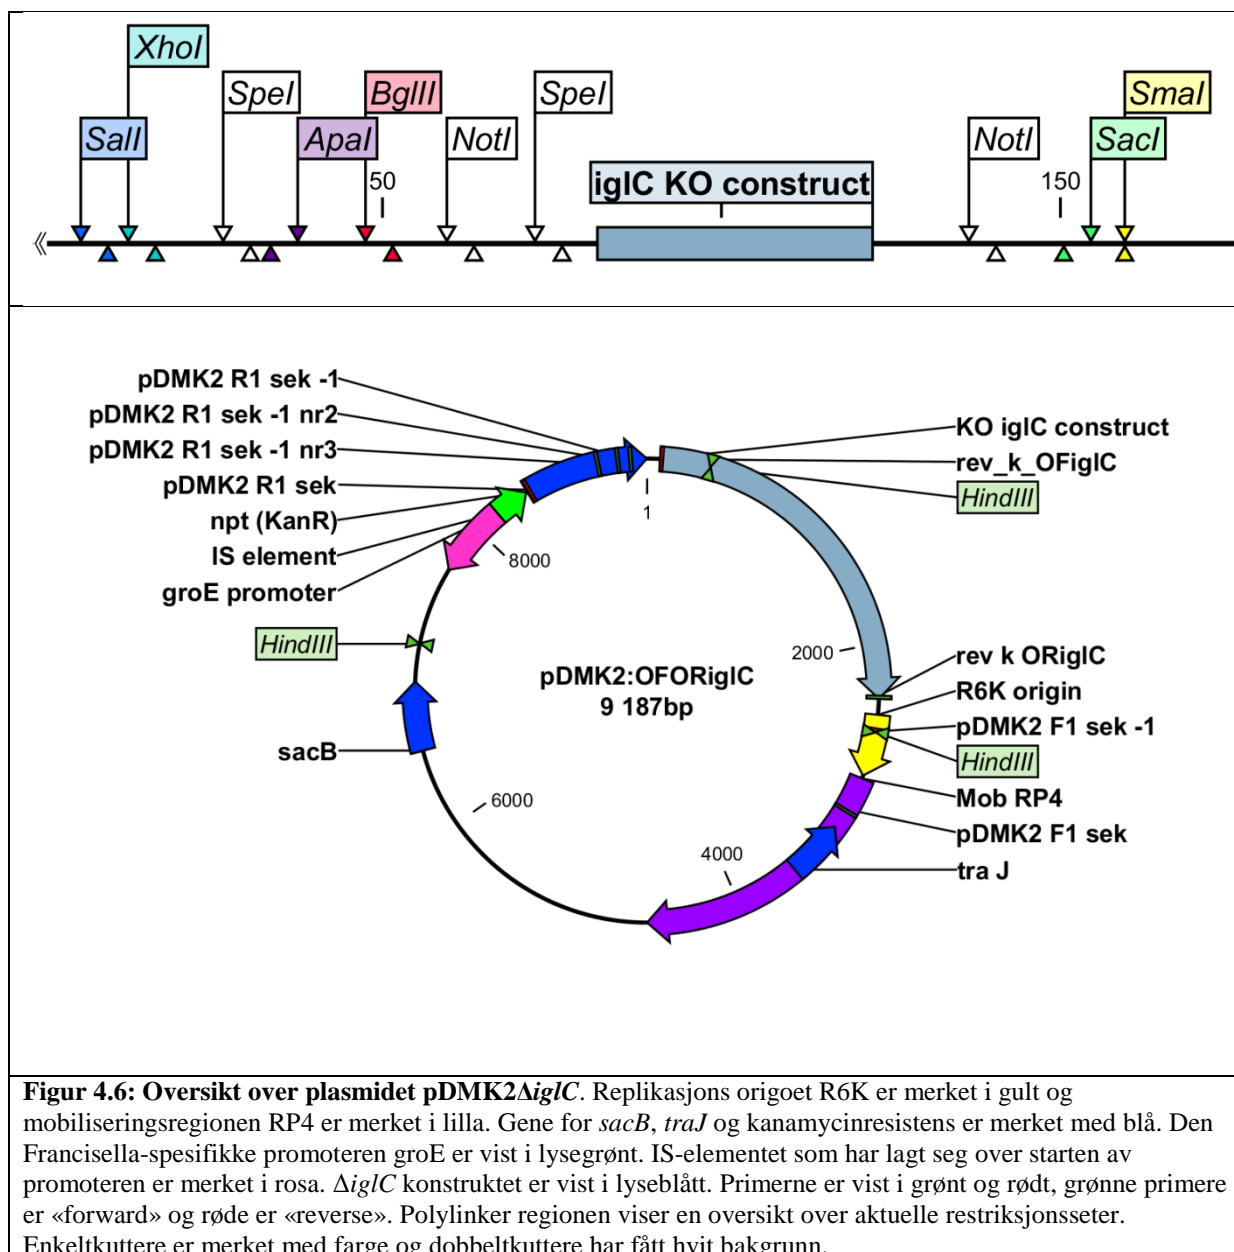 XhoI
SpeI
BglII
SpeI
SmaI
SalI
ApaI
NotI
NotI
SacI
50
150
iglC KO construct
pDMK2 R1 sek -1
pDMK2 R1 sek -1 nr2
pDMK2 R1 sek -1 nr3
pDMK2 R1 sek
npt (KanR)
IS element
groE promoter
HindIII
sacB
KO iglC construct
rev_k_OFiglC
HindIII
rev k ORiglC
R6K origin
pDMK2 F1 sek -1
HindIII
Mob RP4
pDMK2 F1 sek
tra J
1
2000
4000
6000
8000
pDMK2:OFORiglC
9 187bp
Figur 4.6: Oversikt over plasmidet pDMK2ΔiglC. Replikasjons origoet R6K er merket i gult og
mobiliseringsregionen RP4 er merket i lilla. Gene for sacB, traJ og kanamycinresistens er merket med blå. Den
Francisella-spesifikke promoteren groE er vist i lysegrønt. IS-elementet som har lagt seg over starten av
promoteren er merket i rosa. ΔiglC konstruktet er vist i lyseblått. Primerne er vist i grønt og rødt, grønne primere
er «forward» og røde er «reverse». Polylinker regionen viser en oversikt over aktuelle restriksjonsseter.
Enkeltkuttere er merket med farge og dobbeltkuttere har fått hvit bakgrunn.